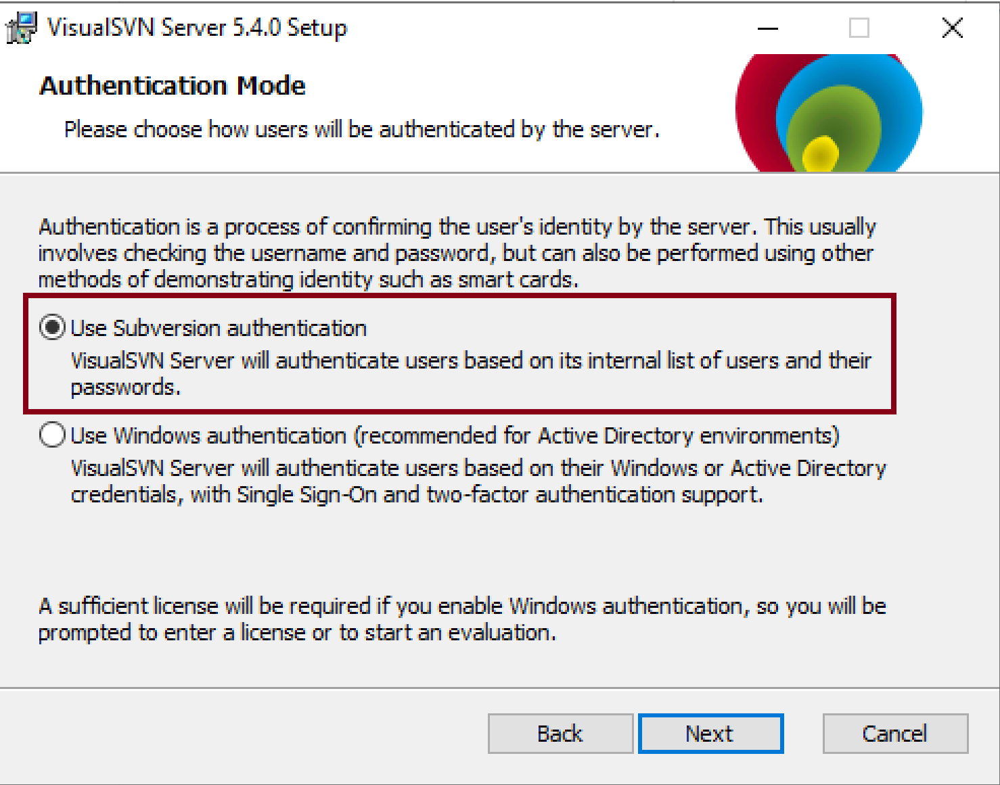 VisualSVN Server 5.4.0 Setup
Authentication Mode
Please choose how users will be authenticated by the server.
Authentication is a process of confirming the user's identity by the server. This usually
involves checking the username and password, but can also be performed using other
methods of demonstrating identity such as smart cards.
Use Subversion authentication
VisualSVN Server will authenticate users based on its internal list of users and their
passwords.
Use Windows authentication (recommended for Active Directory environments)
VisualSVN Server will authenticate users based on their Windows or Active Directory
credentials, with Single Sign-On and two-factor authentication support.
A sufficient license will be required if you enable Windows authentication, so you will be
prompted to enter a license or to start an evaluation.
Back Next Cancel